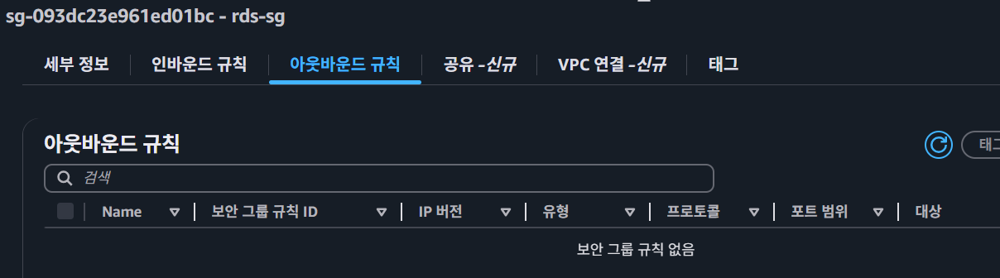 sg-093dc23e961ed01bc - rds-sg
세부 정보 인바운드 규칙 아웃바운드 규칙 공유 -신규 VPC 연결 -신규 태그
아웃바운드 규칙
검색
Name 보안 그룹 규칙 ID IP 버전 유형 프로토콜 포트 범위 대상
보안 그룹 규칙 없음